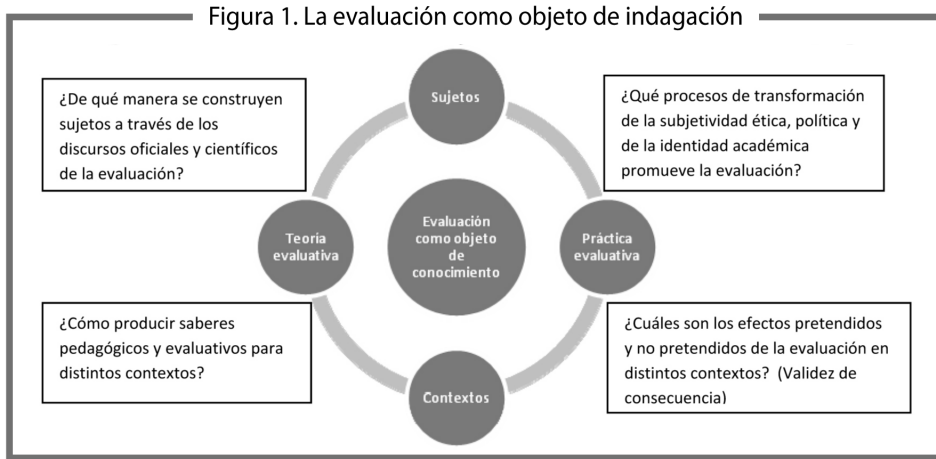 Figura 1. La evaluación como objeto de indagación
¿De qué manera se construyen
sujetos a través de los
discursos oficiales y científicos
de la evaluación?
Sujetos
¿Qué procesos de transformación
de la subjetividad ética, política y
de la identidad académica
promueve la evaluación?
Teoría
evaluativa
Evaluación
como objeto
de
conocimiento
Práctica
evaluativa
¿Cómo producir saberes
pedagógicos y evaluativos para
distintos contextos?
Contextos
¿Cuáles son los efectos pretendidos
y no pretendidos de la evaluación en
distintos contextos? (Validez de
consecuencia)